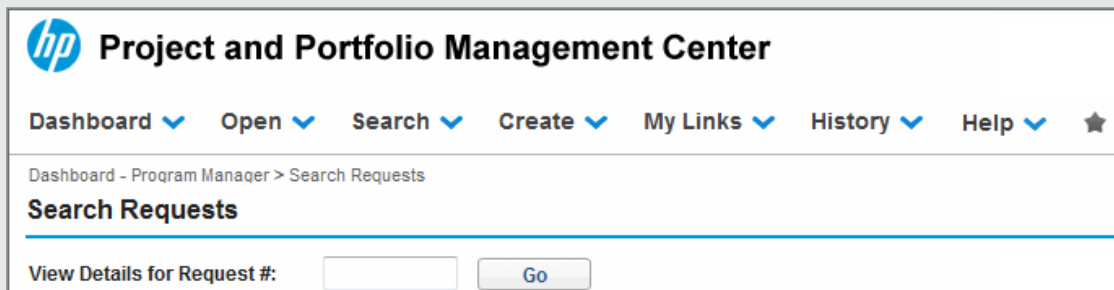 hp Project and Portfolio Management Center
Dashboard Open Search Create My Links History Help
Dashboard - Program Manager > Search Requests
Search Requests
View Details for Request #: Go